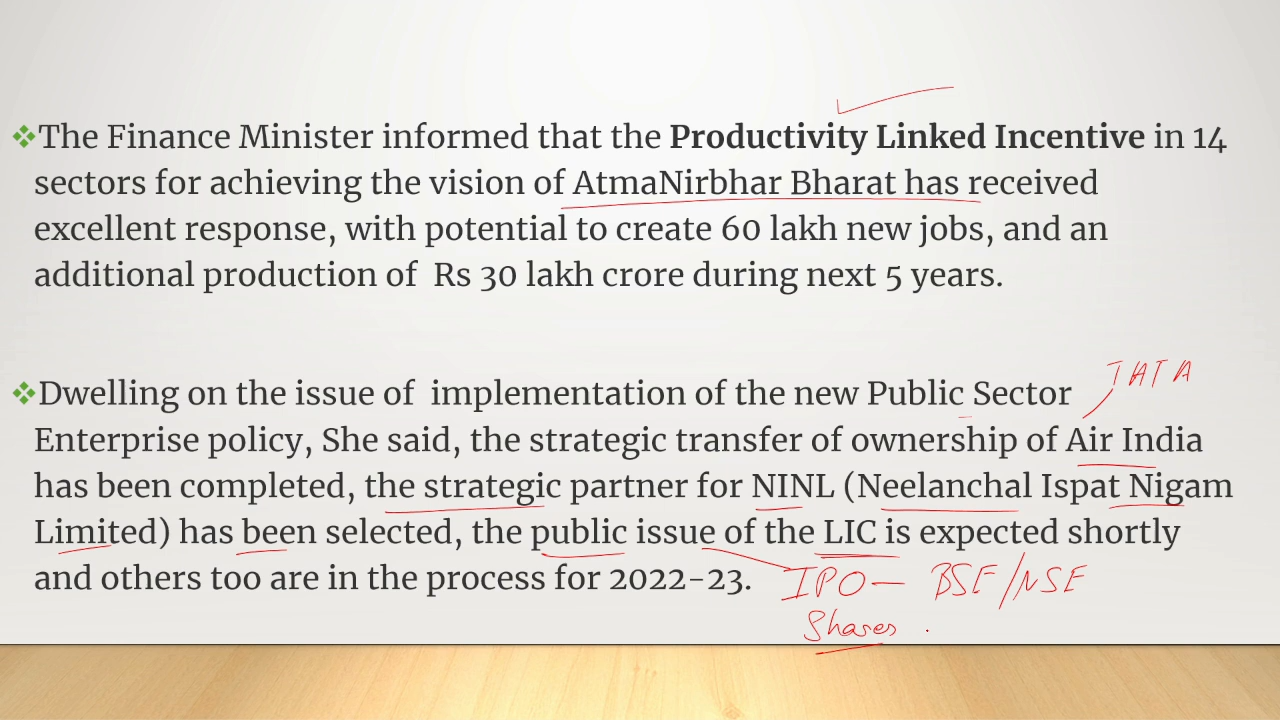 ❖The Finance Minister informed that the Productivity Linked Incentive in 14
sectors for achieving the vision of AtmaNirbhar Bharat has received
excellent response, with potential to create 60 lakh new jobs, and an
additional production of  Rs 30 lakh crore during next 5 years.
TATA
❖Dwelling on the issue of  implementation of the new Public Sector
Enterprise policy, She said, the strategic transfer of ownership of Air India
has been completed, the strategic partner for NINL (Neelanchal Ispat Nigam
Limited) has been selected, the public issue of the LIC is expected shortly
and others too are in the process for 2022-23.
IPO — BSE/NSE
Shares .